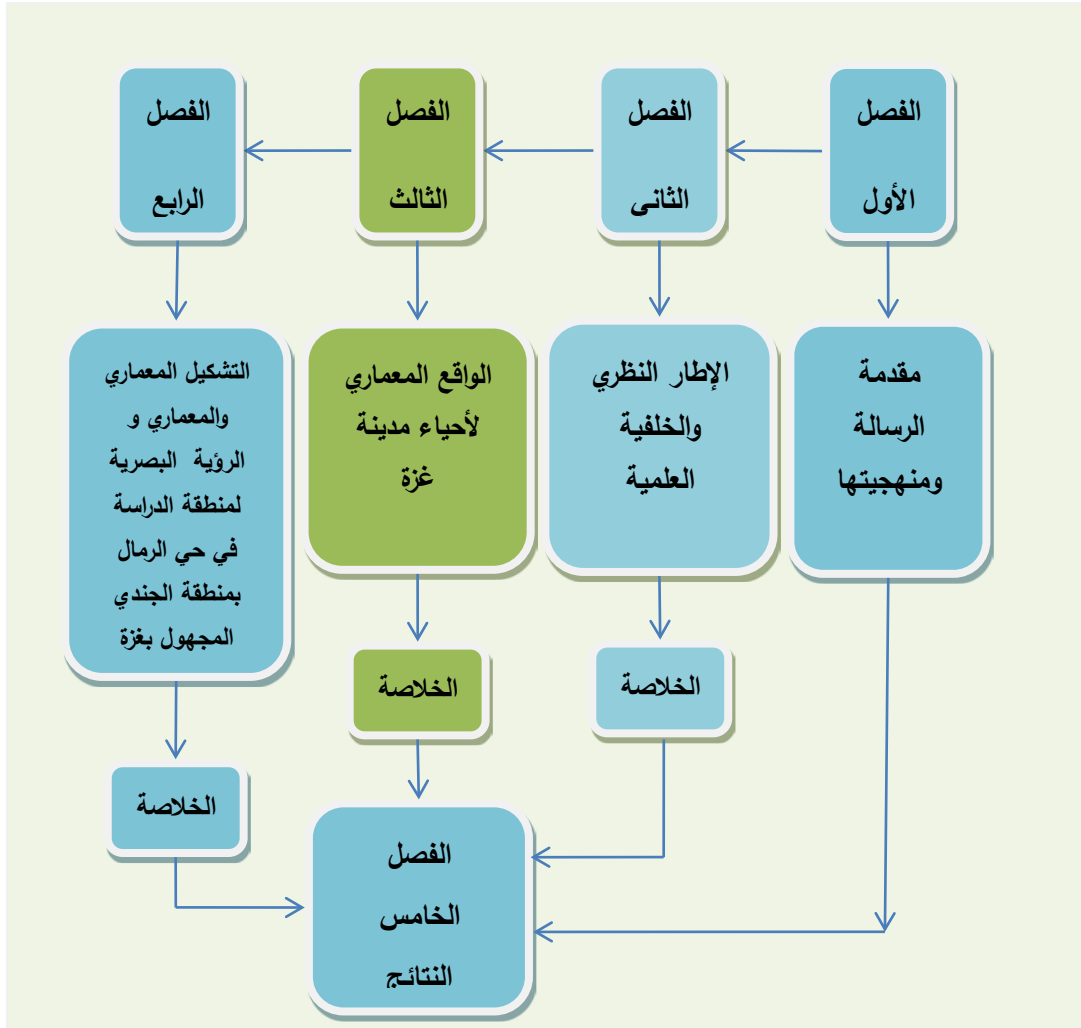 الفصل
الأول
الفصل
الثانى
الفصل
الثالث
الفصل
الرابع
مقدمة
الرسالة
ومنهجيتها
الإطار النظري
والخلفية
العلمية
الواقع المعماري
لأحياء مدينة
غزة
التشكيل المعماري
والمعماري و
الرؤية البصرية
لمنطقة الدراسة
في حي الرمال
بمنطقة الجندي
المجهول بغزة
الخلاصة
الخلاصة
الخلاصة
الفصل
الخامس
النتائج